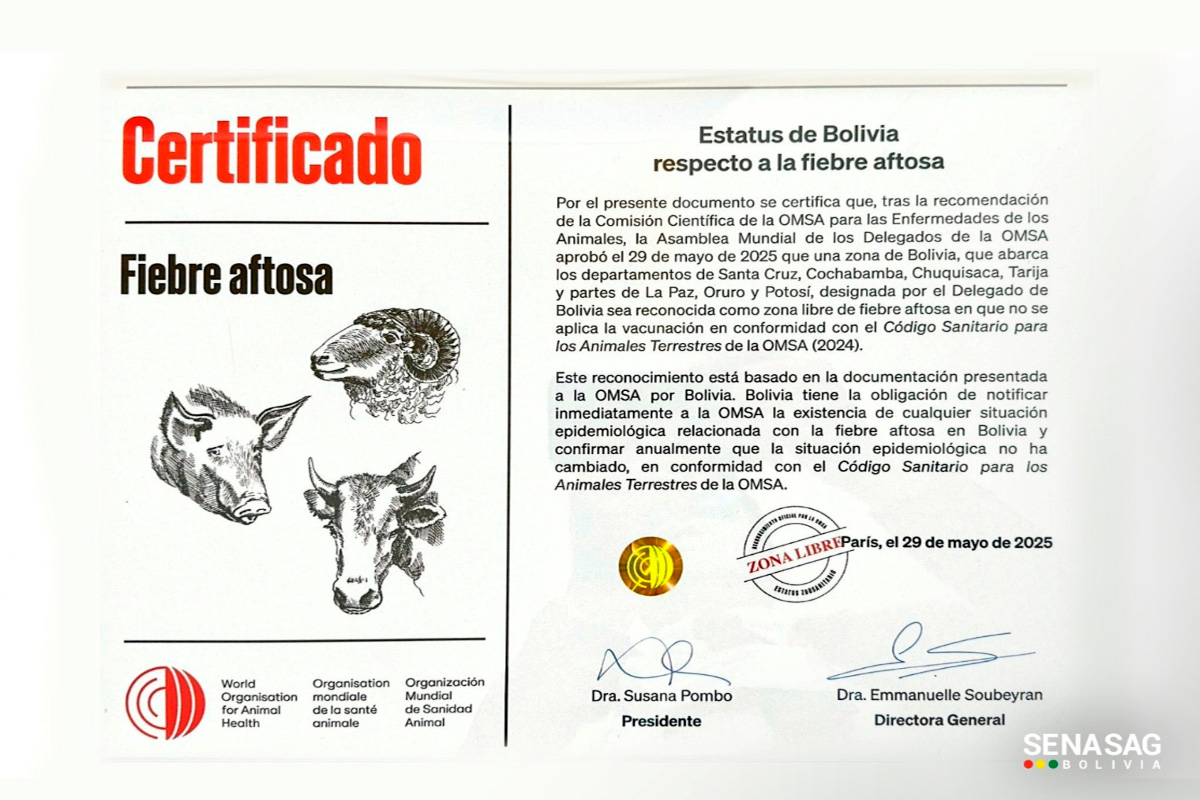 Certificado
Fiebre aftosa
World
Organisation
for Animal
Health
Organisation
mondiale
de la santé
animale
Organización
Mundial
de Sanidad
Animal
Estatus de Bolivia
respecto a la fiebre aftosa
Por el presente documento se certifica que, tras la recomendación
de la Comisión Científica de la OMSA para las Enfermedades de los
Animales, la Asamblea Mundial de los Delegados de la OMSA
aprobó el 29 de mayo de 2025 que una zona de Bolivia, que abarca
los departamentos de Santa Cruz, Cochabamba, Chuquisaca, Tarija
y partes de La Paz, Oruro y Potosí, designada por el Delegado de
Bolivia sea reconocida como zona libre de fiebre aftosa en que no se
aplica la vacunación en conformidad con el Código Sanitario para
los Animales Terrestres de la OMSA (2024).
Este reconocimiento está basado en la documentación presentada
a la OMSA por Bolivia. Bolivia tiene la obligación de notificar
inmediatamente a la OMSA la existencia de cualquier situación
epidemiológica relacionada con la fiebre aftosa en Bolivia y
confirmar anualmente que la situación epidemiológica no ha
cambiado, en conformidad con el Código Sanitario para los
Animales Terrestres de la OMSA.
RECONOCIMIENTO OFICIAL POR LA OMSA
ZONA LIBRE
ESTATUS ZOOSANITARIO
París, el 29 de mayo de 2025
Dra. Susana Pombo
Presidente
Dra. Emmanuelle Soubeyran
Directora General
SENASAG
BOLIVIA